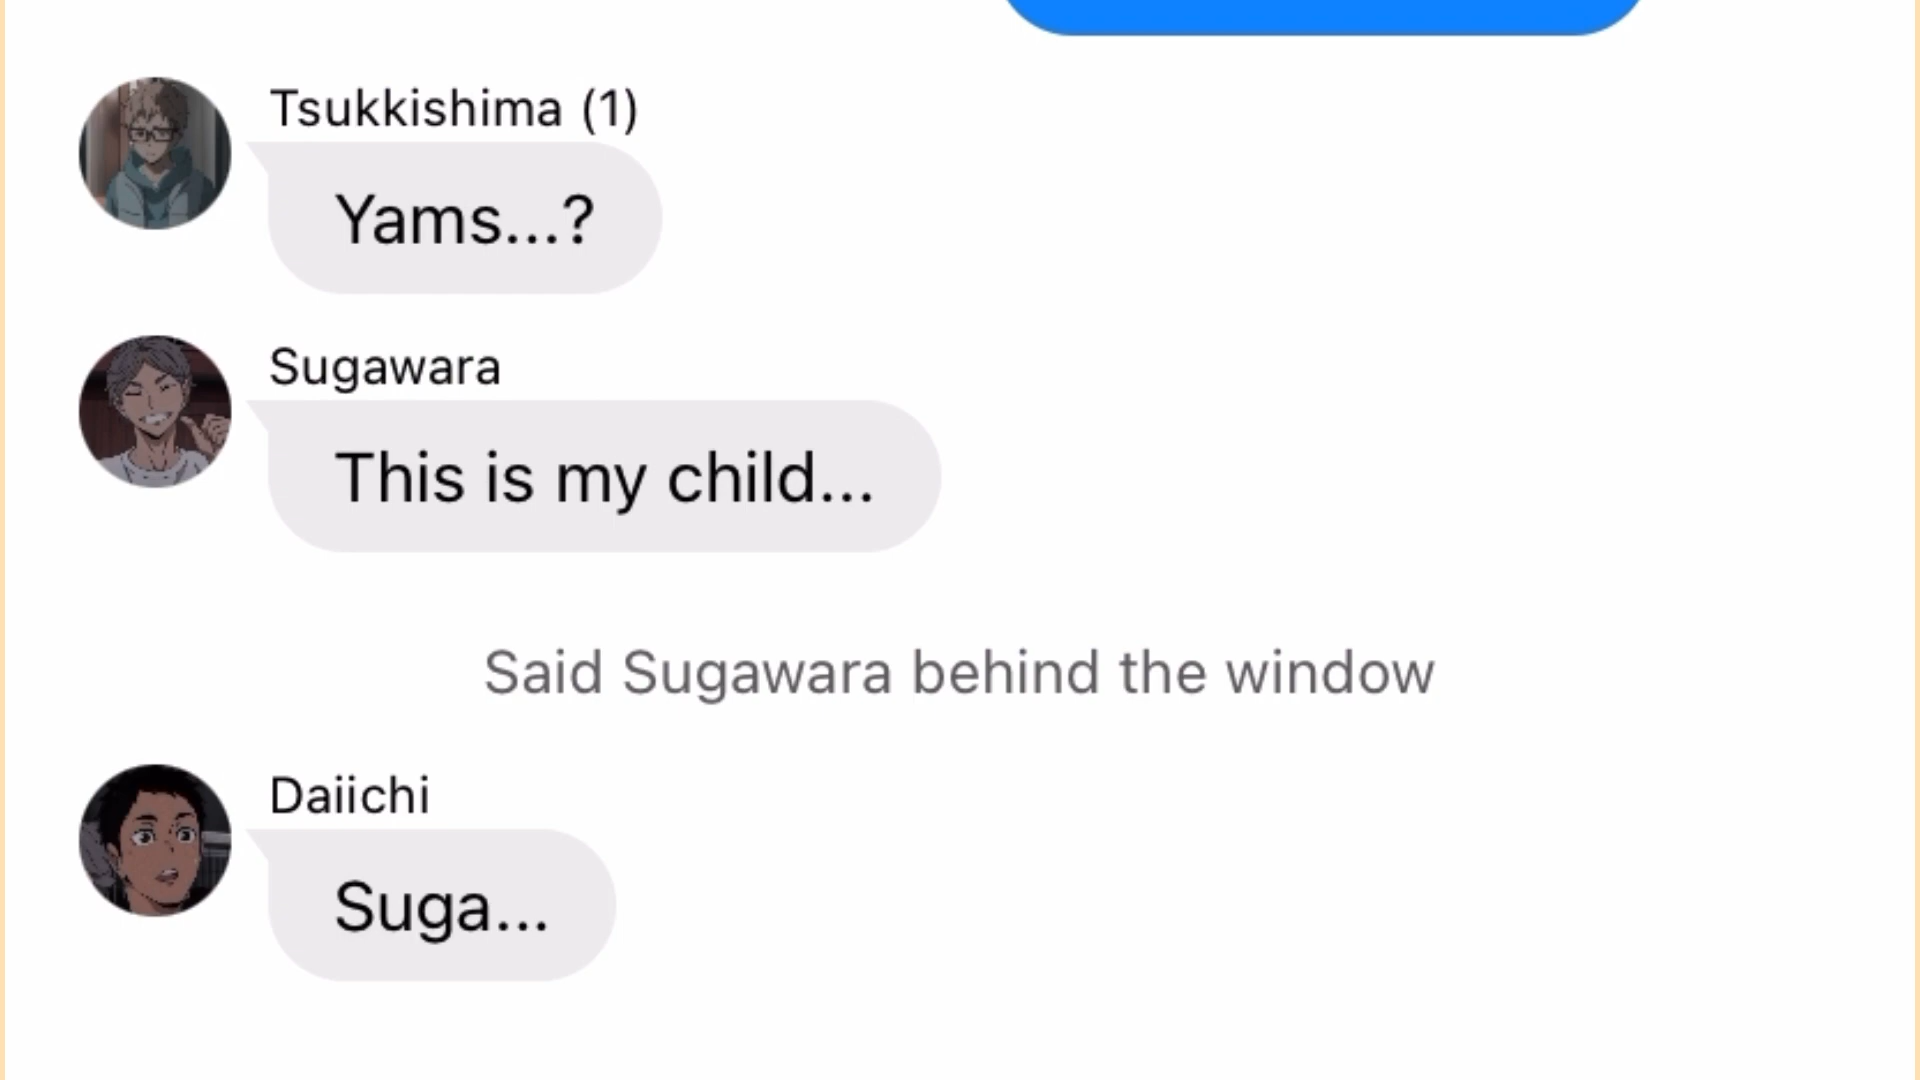 Tsukkishima (1)
Yams...?
Sugawara
This is my child...
Said Sugawara behind the window
Daiichi
Suga...